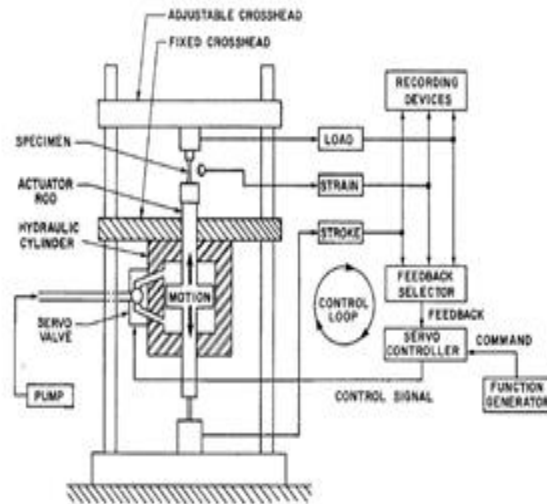 ADJUSTABLE CROSSHEAD
FIXED CROSSHEAD
RECORDING
DEVICES
SPECIMEN
LOAD
ACTUATOR
ROD
STRAIN
HYDRAULIC
CYLINDER
STROKE
MOTION
CONTROL
LOOP
FEEDBACK
SELECTOR
FEEDBACK
SERVO
VALVE
SERVO
CONTROLLER
COMMAND
PUMP
CONTROL SIGNAL
FUNCTION
GENERATOR